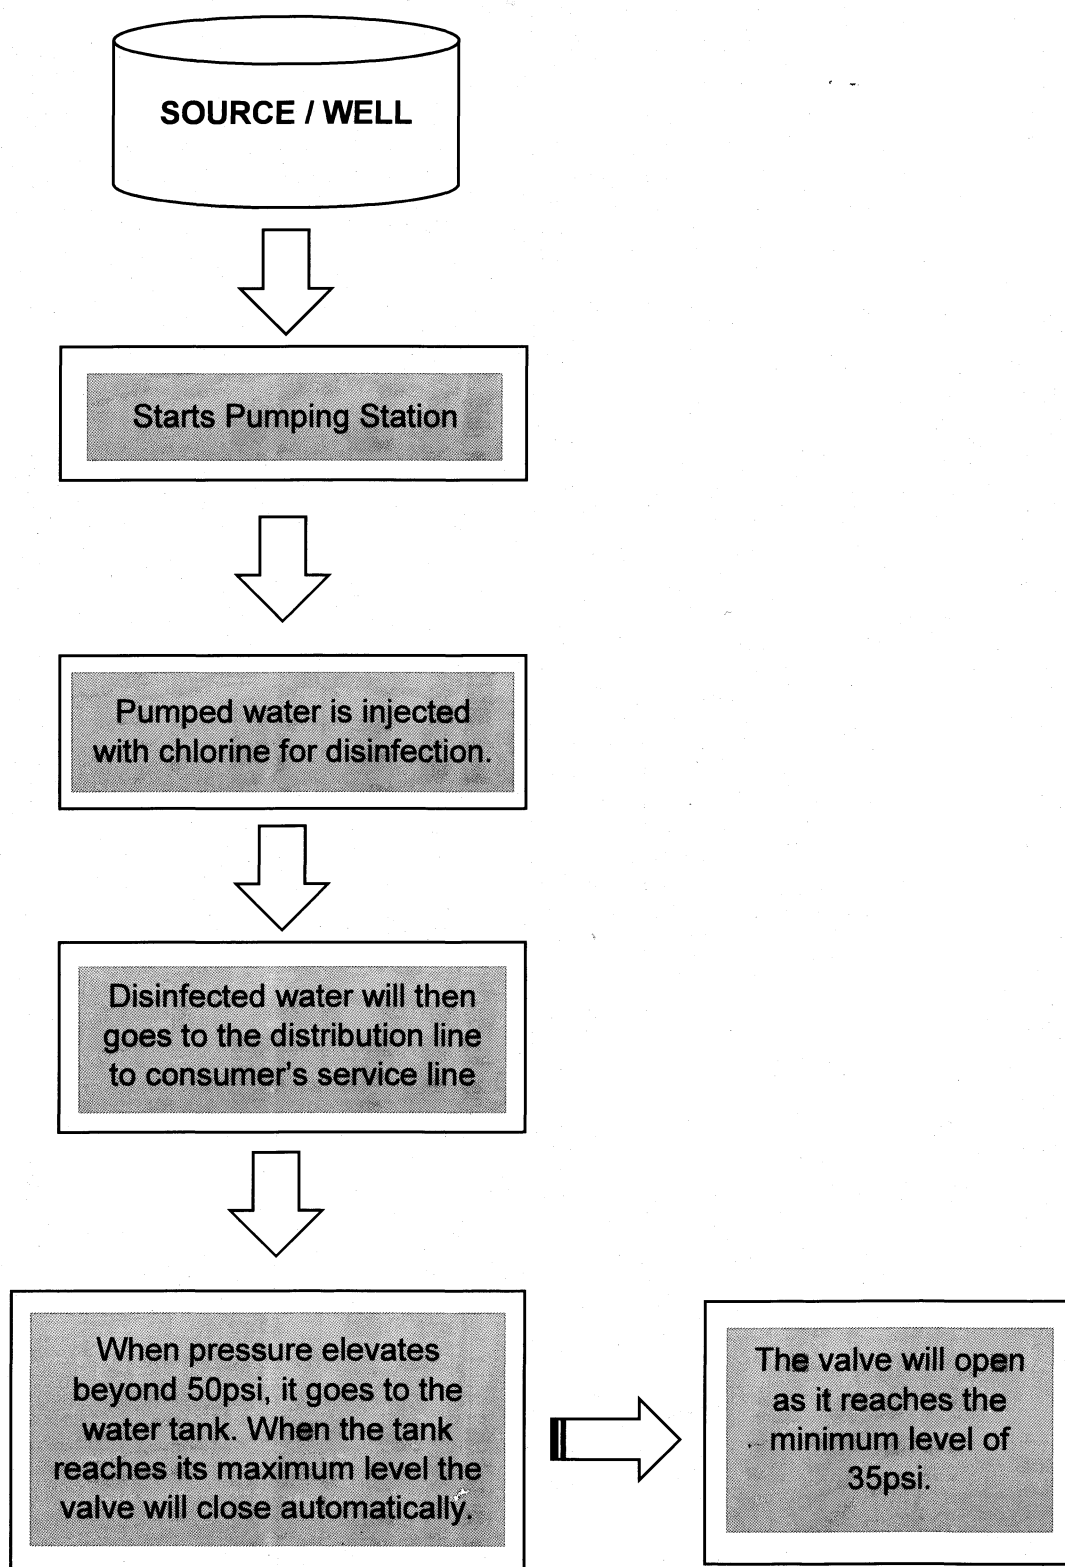 SOURCE / WELL
Starts Pumping Station
Pumped water is injected
with chlorine for disinfection.
Disinfected water will then
goes to the distribution line
to consumer's service line
When pressure elevates
beyond 50psi, it goes to the
water tank. When the tank
reaches its maximum level the
valve will close automatically.
The valve will open
as it reaches the
minimum level of
35psi.